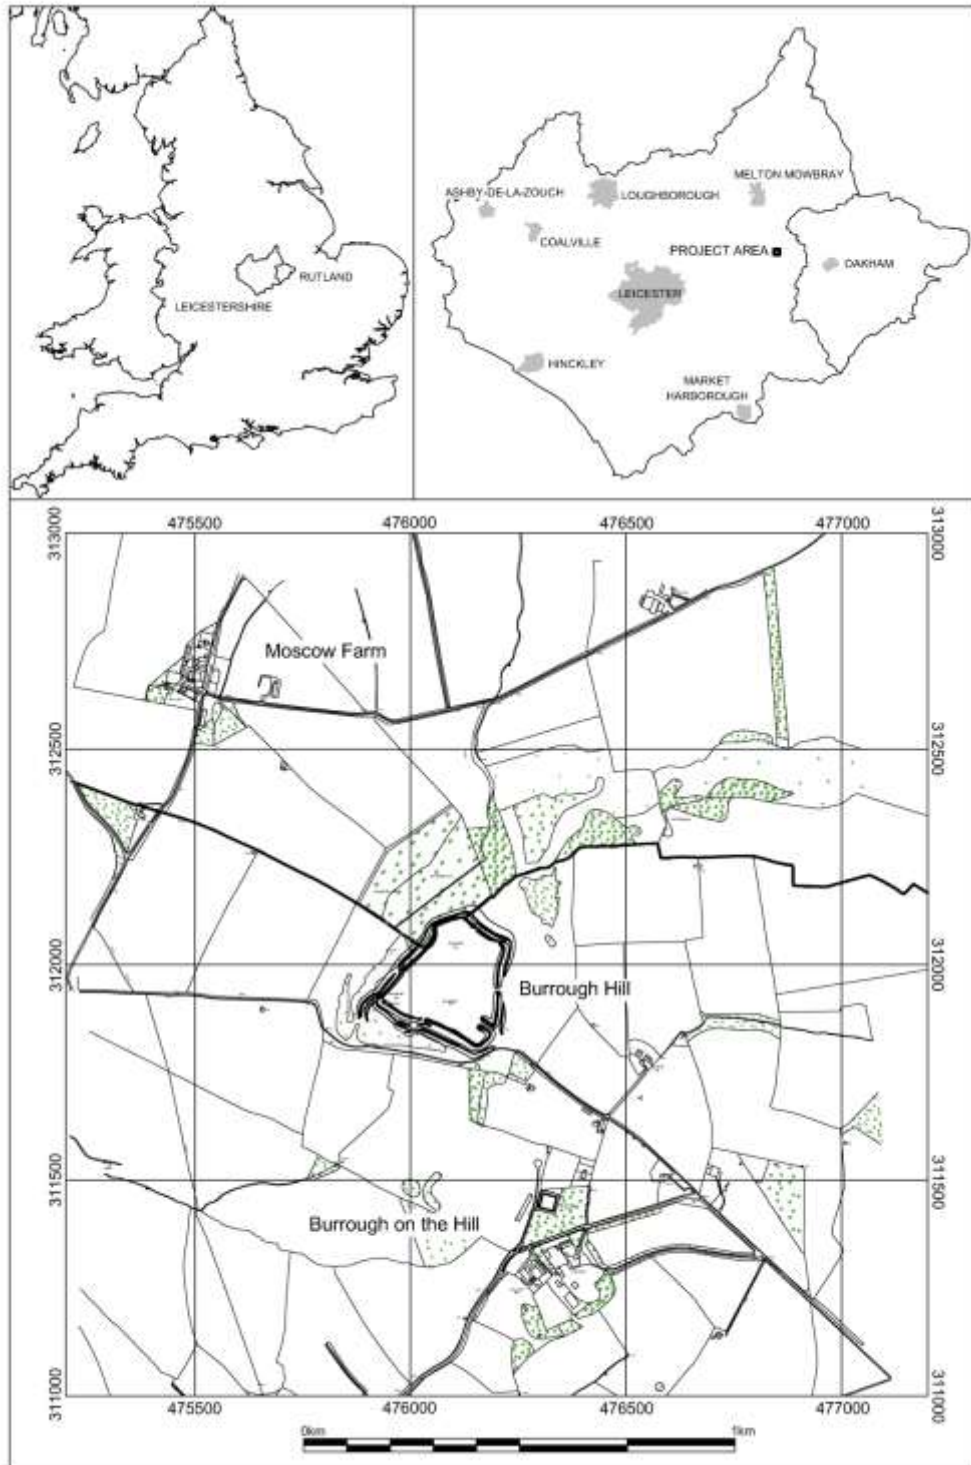 RUTLAND
LEICESTERSHIRE
MELTON MOWBRAY
ASHBY-DE-LA-ZOUCH
LOUGHBOROUGH
COALVILLE
PROJECT AREA
OAKHAM
LEICESTER
HINCKLEY
MARKET
HARBOROUGH
475500
476000
476500
477000
313000
313000
Moscow Farm
312500
312500
312000
312000
Burrough Hill
311500
311500
Burrough on the Hill
311000
311000
475500
476000
476500
477000
0km
1km